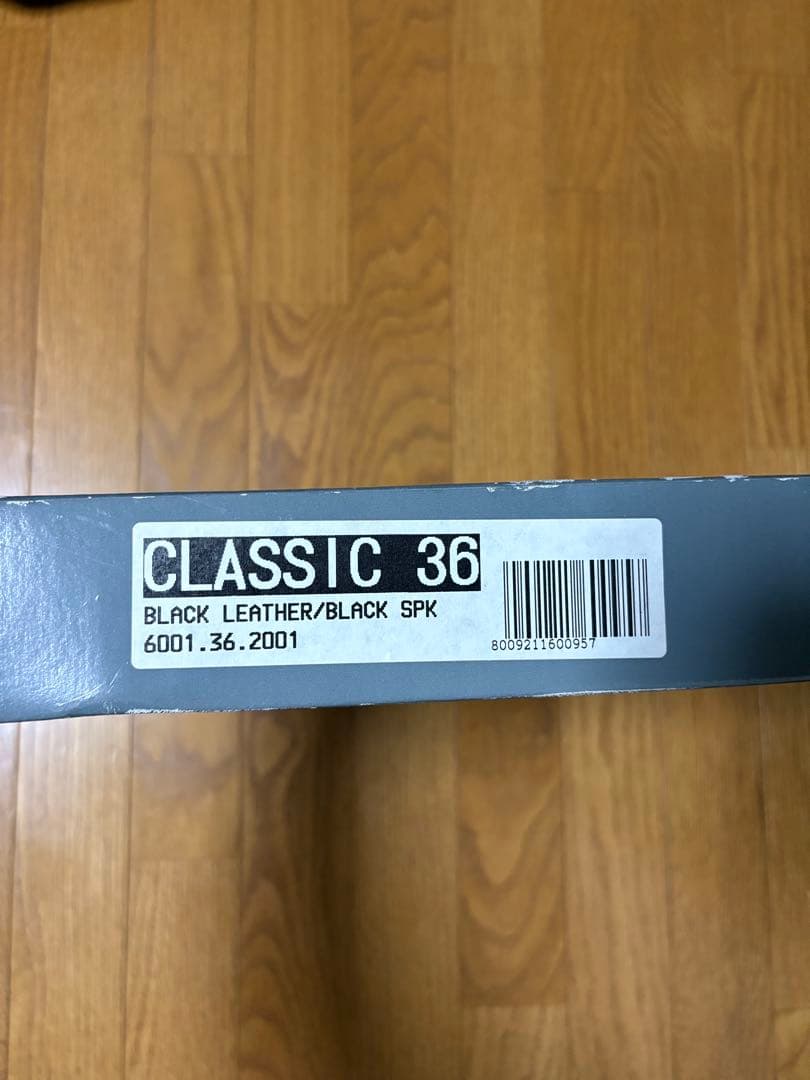 CLASSIC 36
BLACK LEATHER/BLACK SPK
6001.36.2001
8009211600957